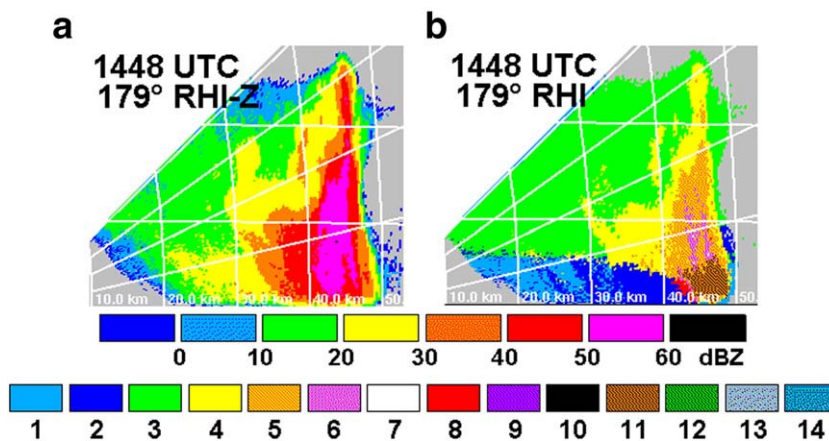 a
b
1448 UTC
179° RHI-Z
1448 UTC
179° RHI
10.0 km 20.0 km 30.0 km 40.0 km 50.
10.0 km 20.0 km 30.0 km 40.0 km 50.
0 10 20 30 40 50 60 dBZ
1 2 3 4 5 6 7 8 9 10 11 12 13 14